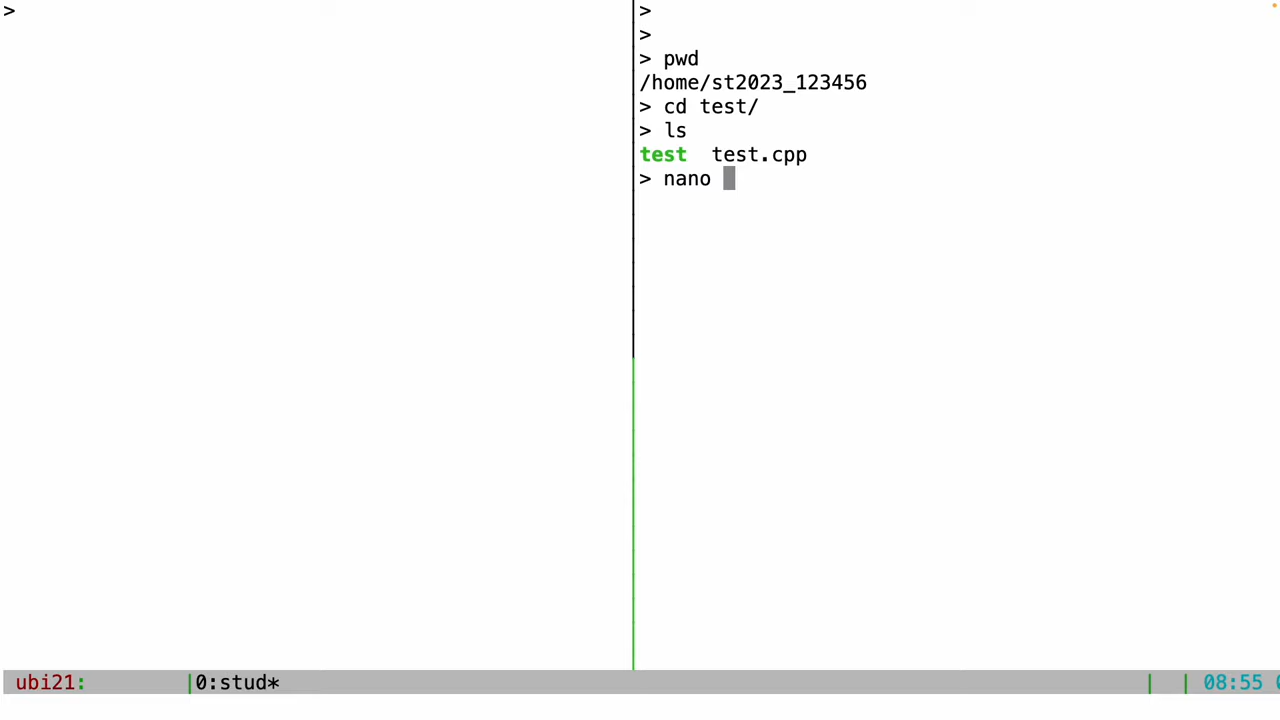 >
>
>
> pwd
/home/st2023_123456
> cd test/
> ls
test  test.cpp
> nano
ubi21: |0:stud* | | 08:55